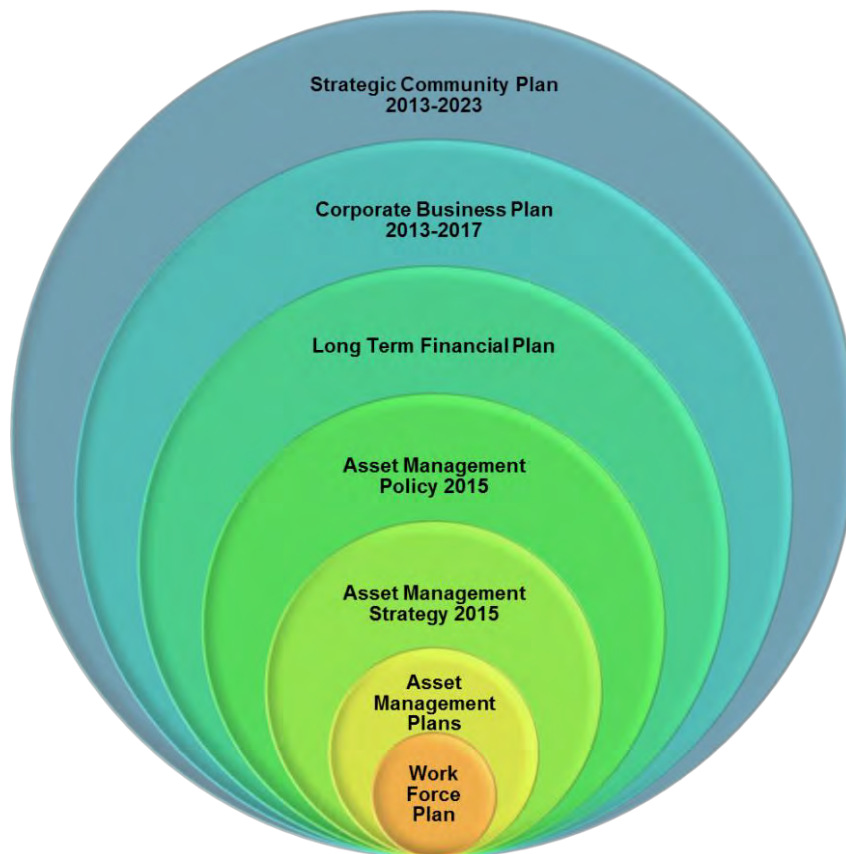 Strategic Community Plan
2013-2023
Corporate Business Plan
2013-2017
Long Term Financial Plan
Asset Management
Policy 2015
Asset Management
Strategy 2015
Asset
Management
Plans
Work
Force
Plan